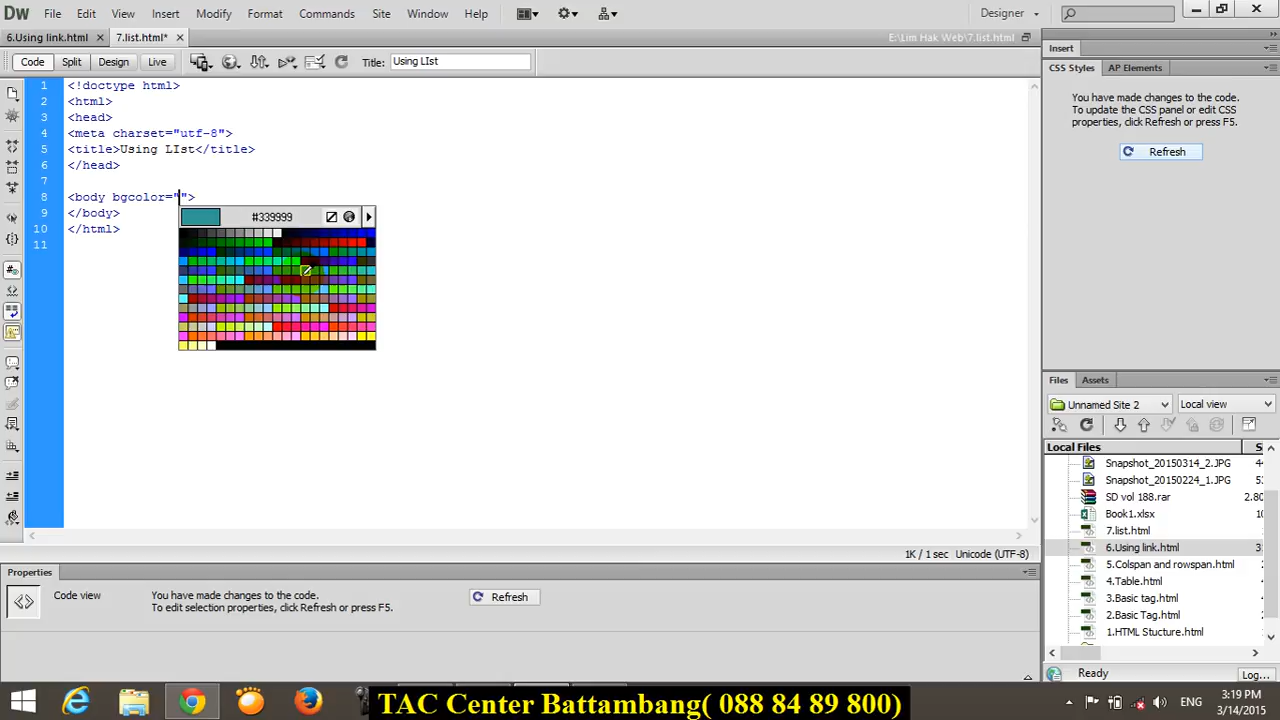 Dw File Edit View Insert Modify Format Commands Site Window Help Designer
6.Using link.html × 7.list.html* × E:\Lim Hak Web\7.list.html
Code Split Design Live Title: Using LIst
1 <!doctype html>
2 <html>
3 <head>
4 <meta charset="utf-8">
5 <title>Using LIst</title>
6 </head>
7
8 <body bgcolor="">
9 </body>
10 </html>
11
#339999
Insert
CSS Styles AP Elements
You have made changes to the code.
To update the CSS panel or edit CSS
properties, click Refresh or press F5.
Refresh
Files Assets
Unnamed Site 2 Local view
Local Files S
Snapshot_20150314_2.JPG 4
Snapshot_20150224_1.JPG 5
SD vol 188.rar 2.80
Book1.xlsx 10
7.list.html
6.Using link.html 3
5.Colspan and rowspan.html
4.Table.html
3.Basic tag.html
2.Basic Tag.html
1.HTML Stucture.html
Ready Log...
1K / 1 sec Unicode (UTF-8)
Properties
Code view You have made changes to the code.
To edit selection properties, click Refresh or press F5.
Refresh
TAC Center Battambang( 088 84 89 800)
ENG
3:19 PM
3/14/2015